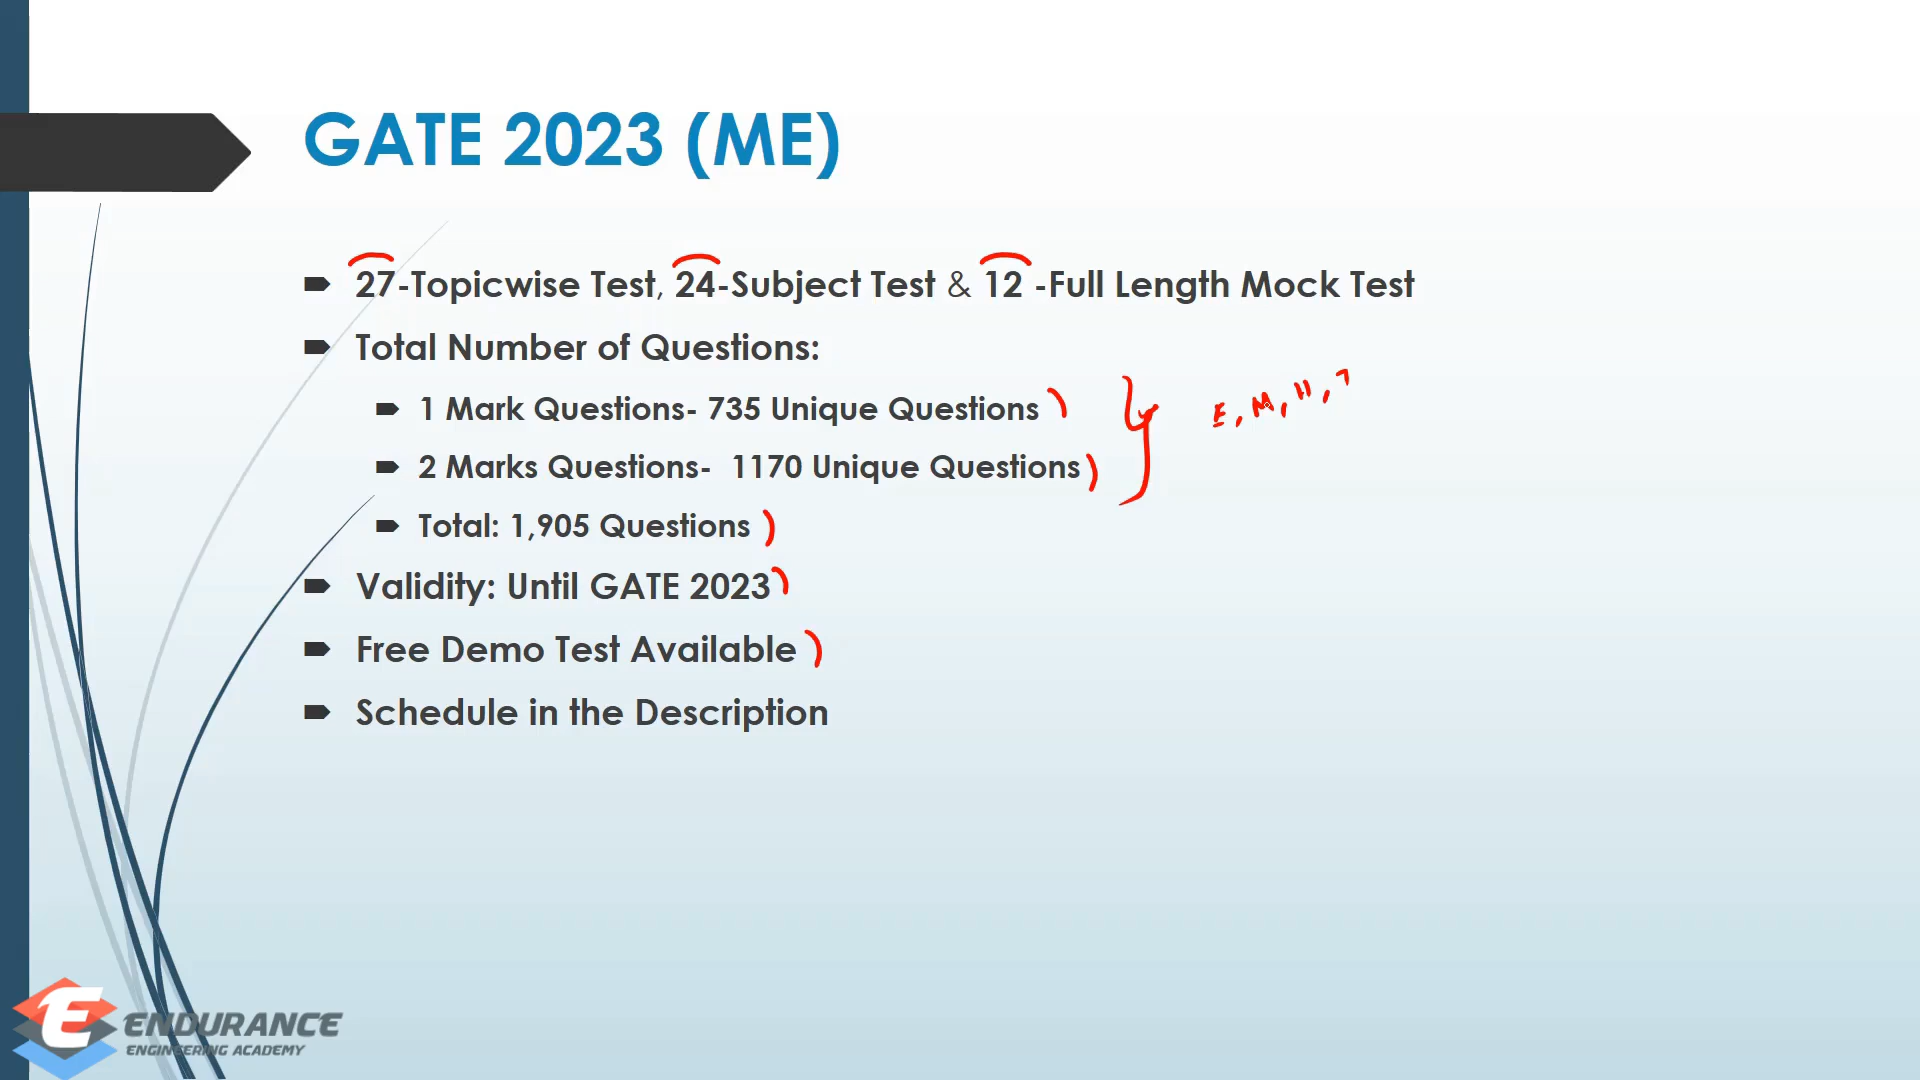 GATE 2023 (ME)
27-Topicwise Test, 24-Subject Test & 12 -Full Length Mock Test
Total Number of Questions:
1 Mark Questions- 735 Unique Questions
E, M, H,
2 Marks Questions- 1170 Unique Questions
Total: 1,905 Questions
Validity: Until GATE 2023
Free Demo Test Available
Schedule in the Description
E
ENDURANCE
ENGINEERING ACADEMY